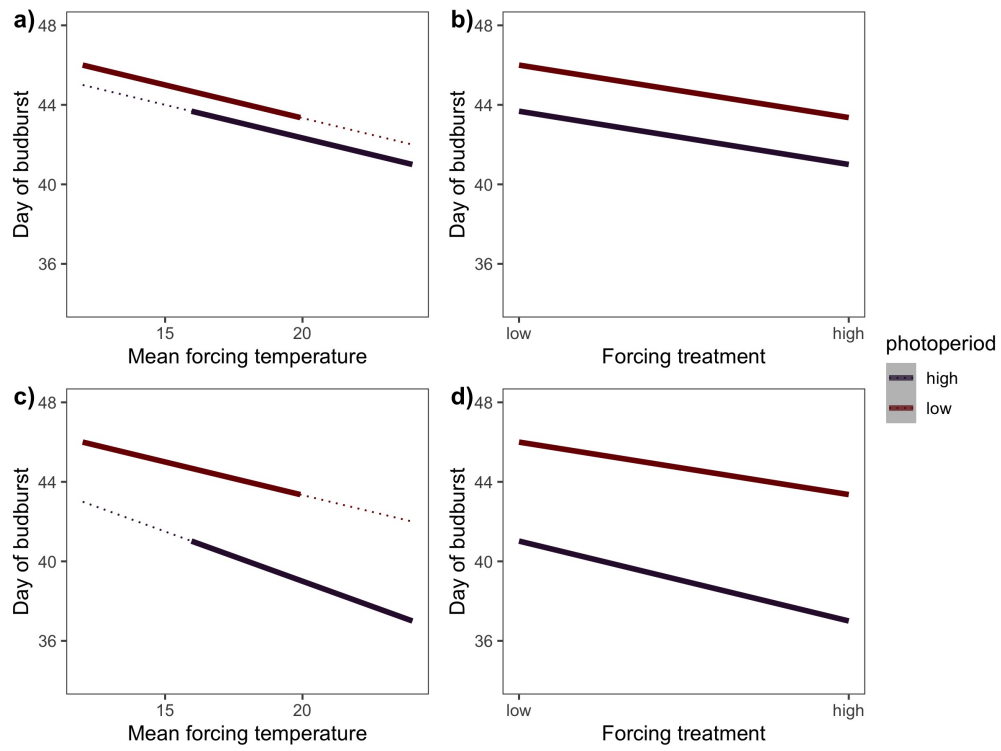 a)
48
44
40
36
15
20
Day of budburst
Mean forcing temperature
b)
48
44
40
36
low
high
Day of budburst
Forcing treatment
c)
48
44
40
36
15
20
Day of budburst
Mean forcing temperature
d)
48
44
40
36
low
high
Day of budburst
Forcing treatment
photoperiod
high
low